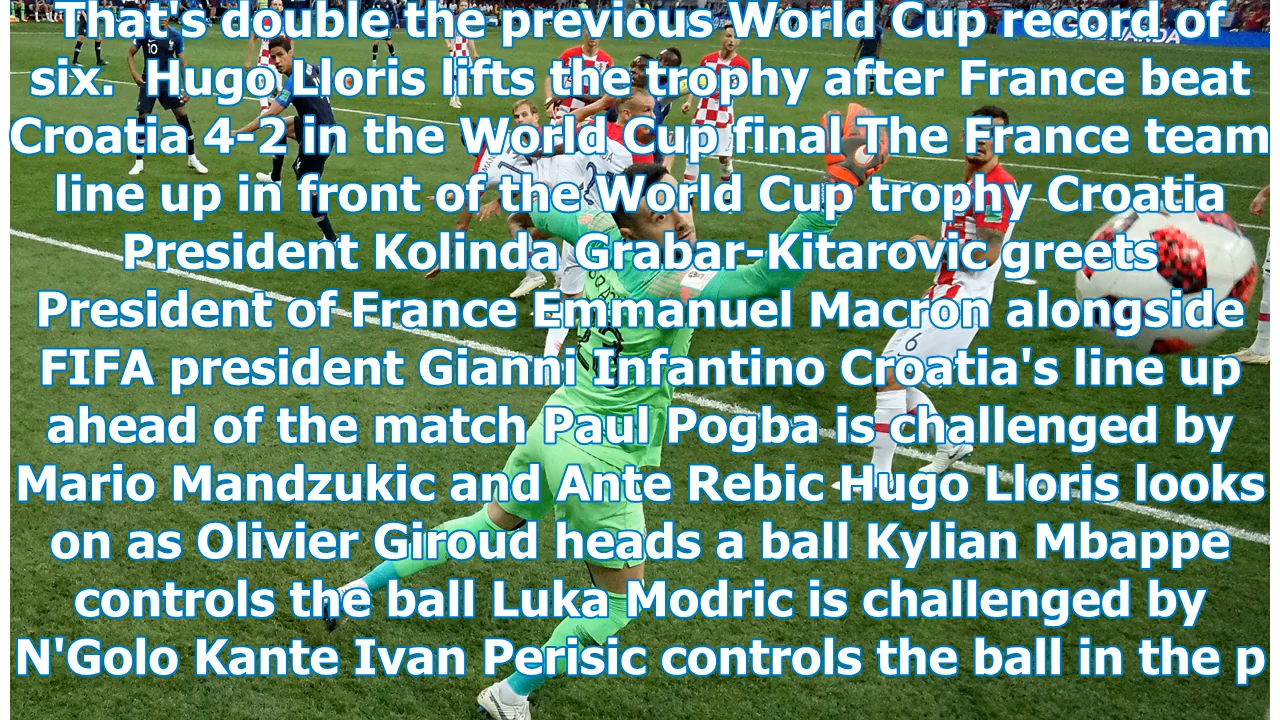 That's double the previous World Cup record of
six. Hugo Lloris lifts the trophy after France beat
Croatia 4-2 in the World Cup final The France team
line up in front of the World Cup trophy Croatia
President Kolinda Grabar-Kitarovic greets
President of France Emmanuel Macron alongside
FIFA president Gianni Infantino Croatia's line up
ahead of the match Paul Pogba is challenged by
Mario Mandzukic and Ante Rebic Hugo Lloris looks
on as Olivier Giroud heads a ball Kylian Mbappe
controls the ball Luka Modric is challenged by
N'Golo Kante Ivan Perisic controls the ball in the p
10
6